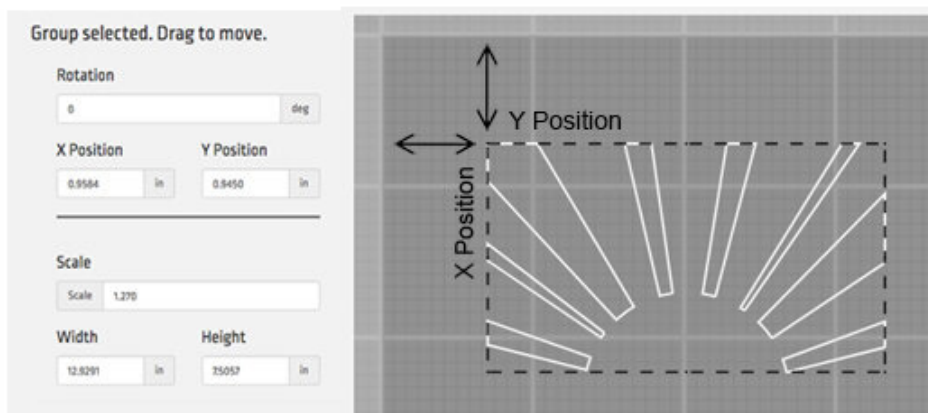 Group selected. Drag to move.
Rotation
0 deg
X Position Y Position
0.9584 in 0.9450 in
Scale
Scale 1.270
Width Height
12.9291 in 7.5057 in
Y Position
X Position